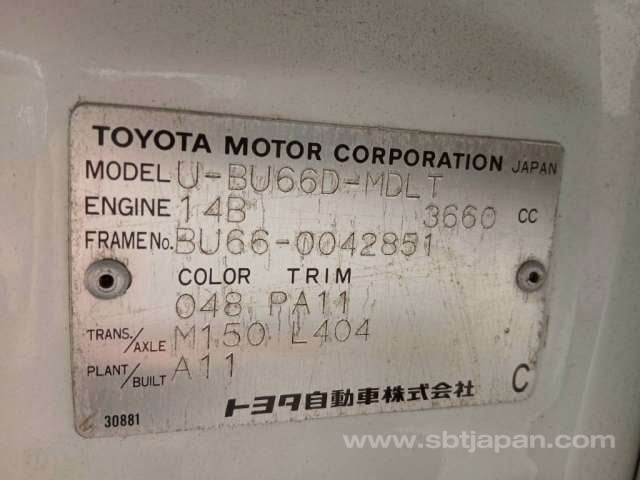 TOYOTA MOTOR CORPORATION JAPAN
MODEL U-BU66D-MDLT
ENGINE 14B 3660 CC
FRAME No. BU66-0042851
COLOR TRIM
048 PA11
TRANS./AXLE M150 L404
PLANT/BUILT A11
C
トヨタ自動車株式会社
30881
www.sbtjapan.com